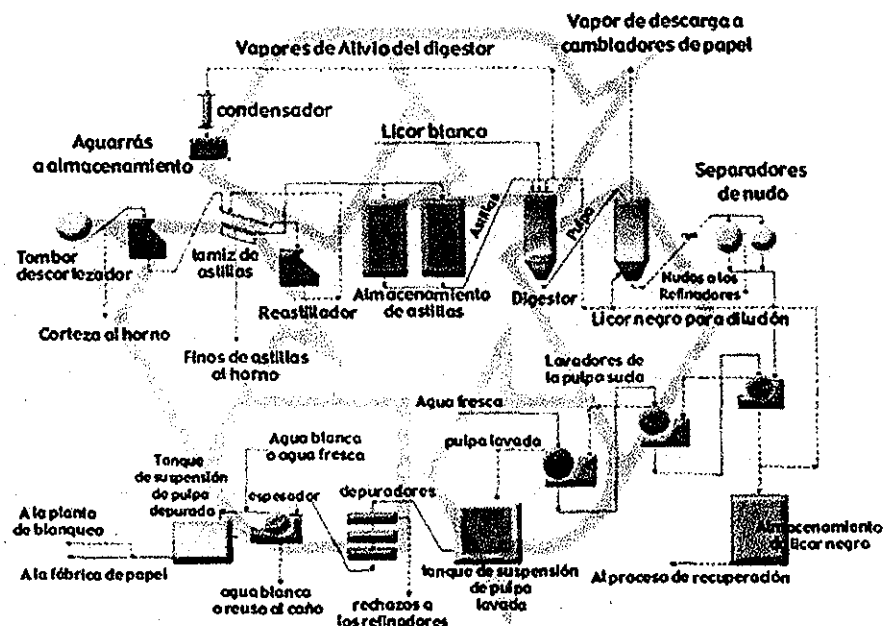 Vapores de Alivio del digestor
Vapor de descarga a
cambiadores de papel
condensador
Aguarrás
a almacenamiento
Licor blanca
Separadores
de nudo
Astillas
Pulpa
Tombor
descortezador
tamiz de
astillas
Reastillador
Almacenamiento
de astillas
Digestor
Nudos a los
Refinadores
Licor negro para dilución
Corteza al horno
Finos de astillas
al horno
Lavadores de
la pulpa sucia
Agua fresca
pulpa lavada
Agua blanca
o agua fresca
Tanque
de suspensión
de pulpa
depurada
espesador
depuradores
A la planta
de blanqueo
A la fábrica de papel
agua blanca
a reuso al caño
rechazos a
los refinadores
tanque de suspensión
de pulpa
lavada
Almacenamiento
de licor negro
Al proceso de recuperación